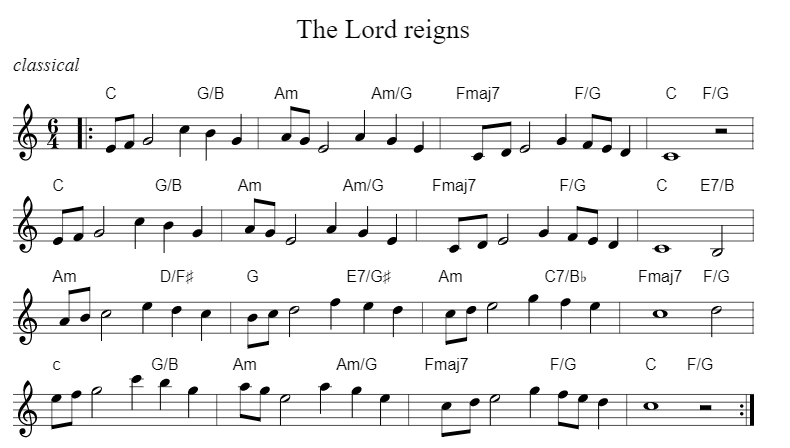 The Lord reigns
classical
C G/B Am Am/G Fmaj7 F/G C F/G
6
4
C G/B Am Am/G Fmaj7 F/G C E7/B
Am D/F♯ G E7/G♯ Am C7/B♭ Fmaj7 F/G
c G/B Am Am/G Fmaj7 F/G C F/G